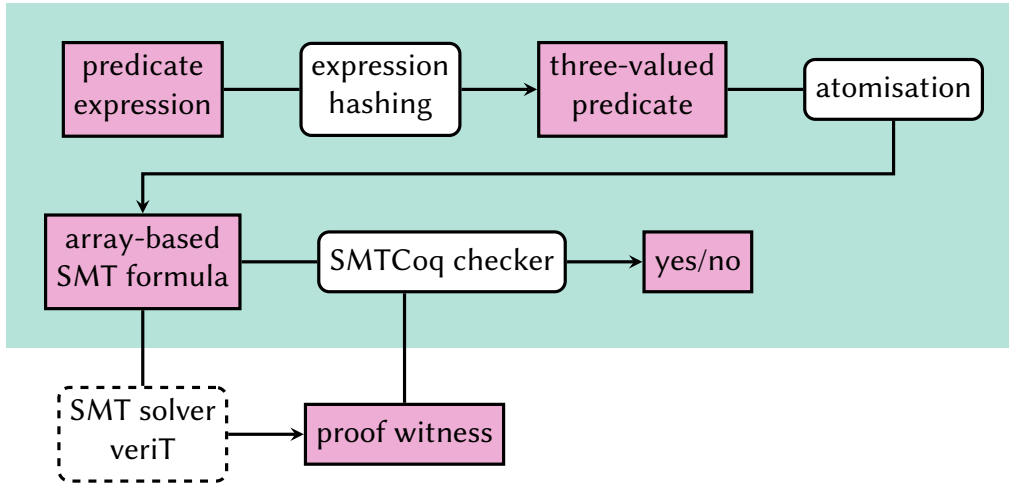 predicate
expression
expression
hashing
three-valued
predicate
atomisation
array-based
SMT formula
SMTCoq checker
yes/no
SMT solver
veriT
proof witness